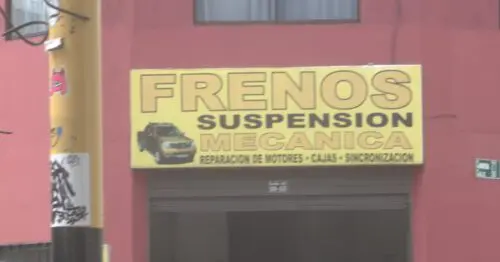 FRENOS
SUSPENSION
MECANICA
REPARACION DE MOTORES • CAJAS • SINCRONIZACION